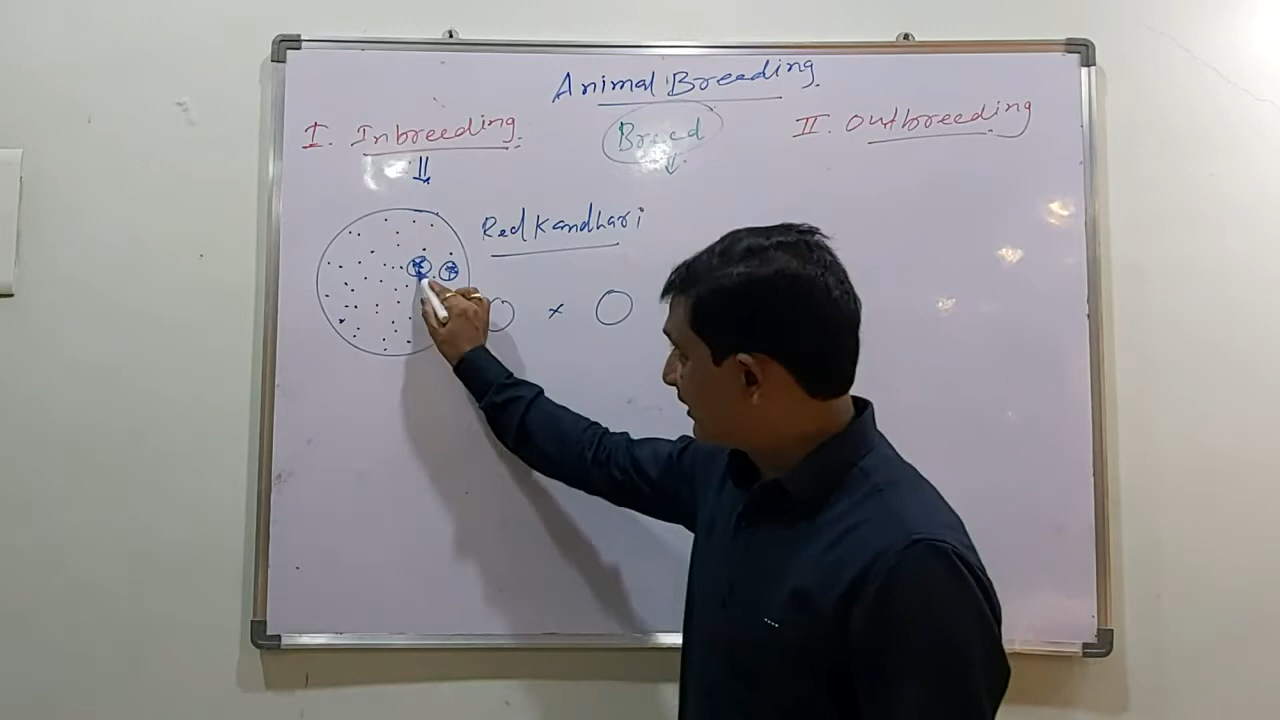 Animal Breeding.
I. Inbreeding.
Breed
II. Outbreeding
Red Kandhari
×